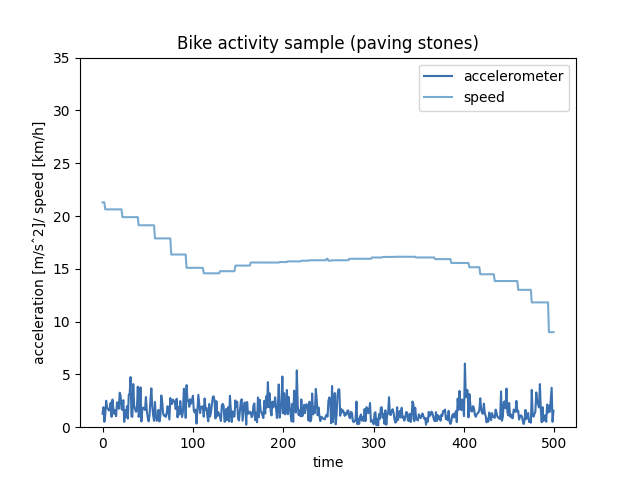 Bike activity sample (paving stones)
accelerometer
speed
acceleration [m/s^2]/ speed [km/h]
35
30
25
20
15
10
5
0
0 100 200 300 400 500
time